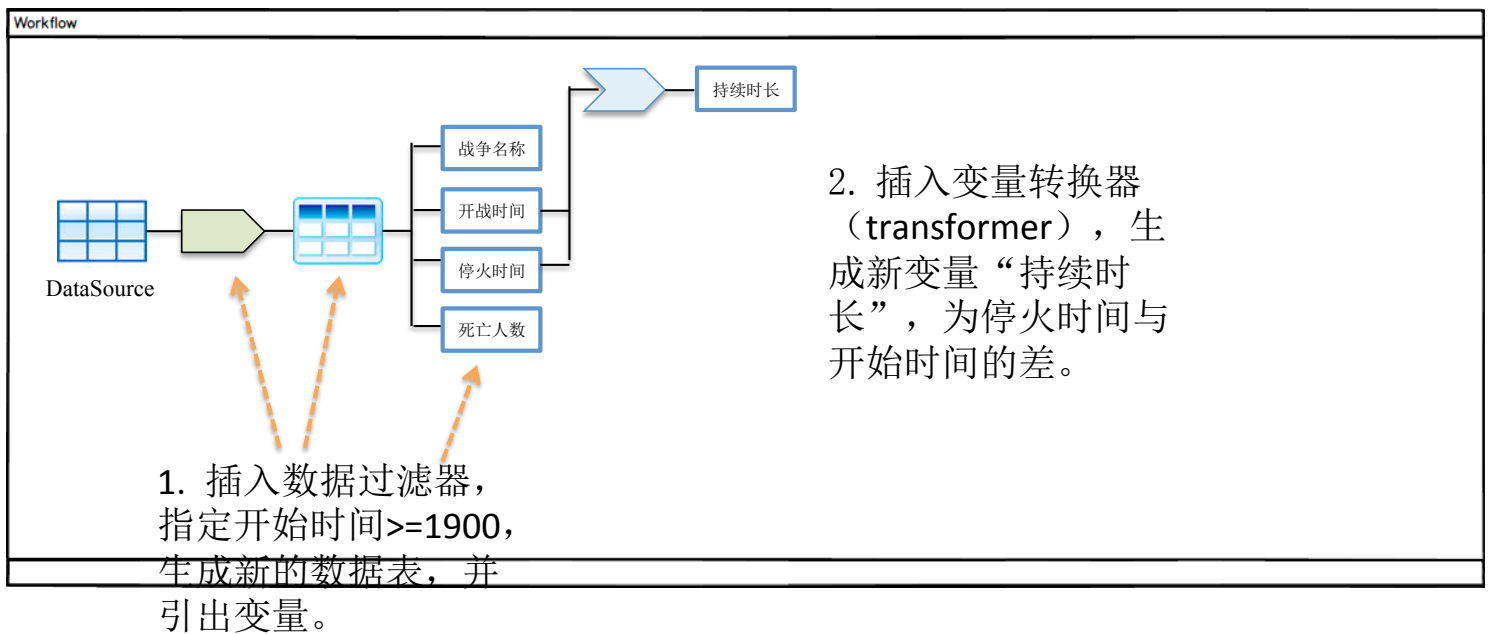 Workflow
持续时长
战争名称
开战时间
停火时间
死亡人数
DataSource
2. 插入变量转换器
（transformer），生
成新变量“持续时
长”，为停火时间与
开始时间的差。
1. 插入数据过滤器，
指定开始时间>=1900，
生成新的数据表，并
引出变量。